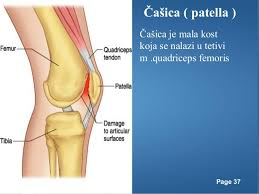 Čašica ( patella )
Čašica je mala kost
koja se nalazi u tetivi
m .quadriceps femoris
Femur
Quadriceps
tendon
Patella
Damage
to articular
surfaces
Tibia
Page 37